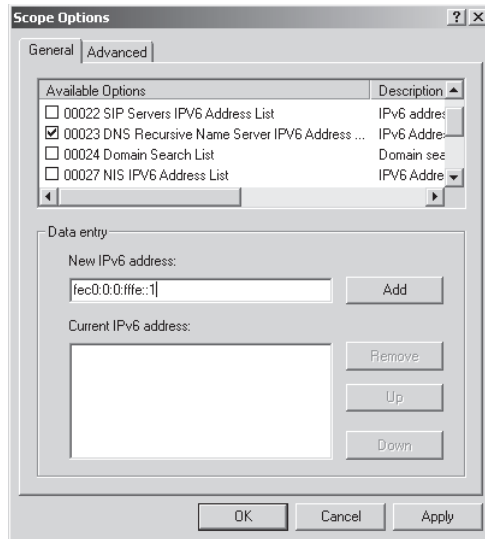 Scope Options
General Advanced
Available Options Description
00022 SIP Servers IPV6 Address List IPv6 addres
00023 DNS Recursive Name Server IPV6 Address ... IPv6 Addre
00024 Domain Search List Domain sea
00027 NIS IPV6 Address List IPV6 Addre
Data entry
New IPv6 address:
fec0:0:0:fffe::1 Add
Current IPv6 address:
Remove
Up
Down
OK Cancel Apply